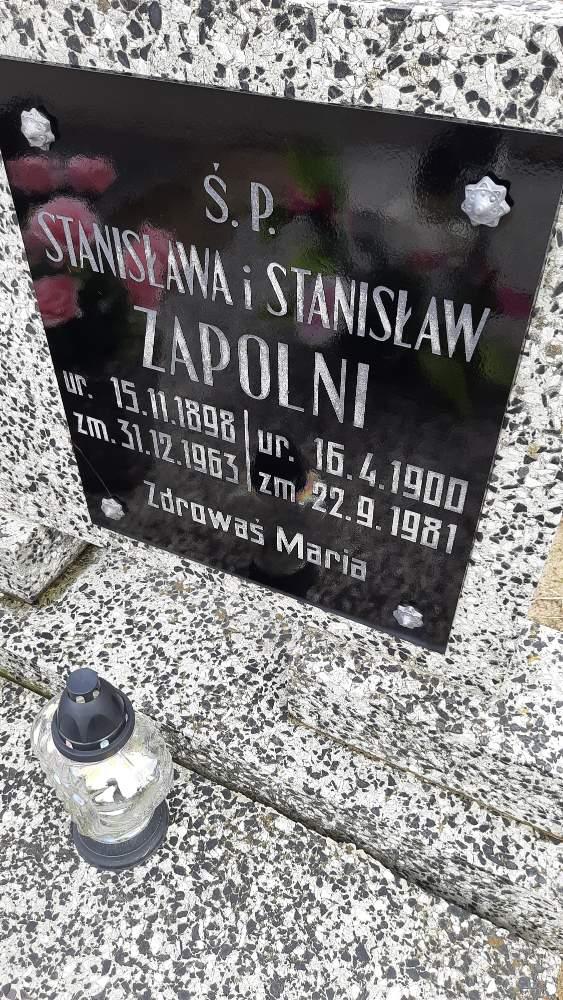 Ś. P.
STANISŁAWA i STANISŁAW
ZAPOLNI
ur. 15.11.1898 ur. 16.4.1900
zm. 31.12.1963 zm. 22.9.1981
Zdrowaś Maria